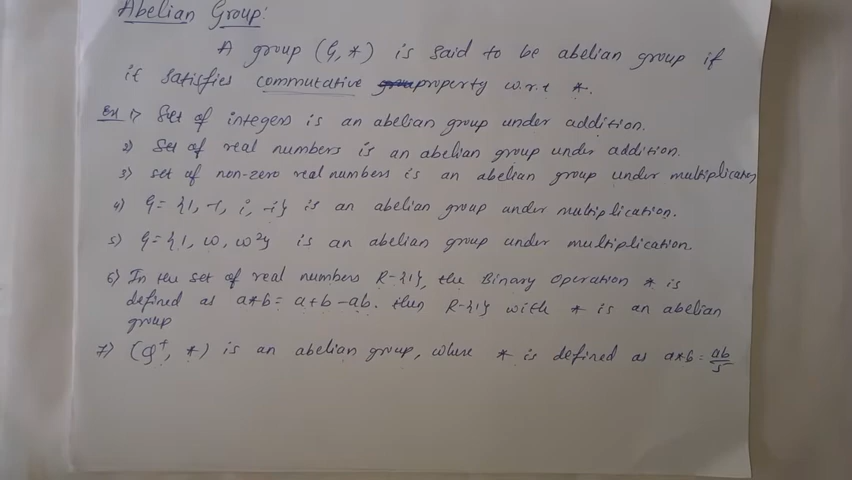 Abelian Group:
A group (G, *) is said to be abelian group if
it satisfies commutative property w.r.t *.
Ex 1) Set of integers is an abelian group under addition.
2) Set of real numbers is an abelian group under addition.
3) set of non-zero real numbers is an abelian group under multiplication
4) G = {1, -1, i, -i} is an abelian group under multiplication.
5) G = {1, ω, ω²} is an abelian group under multiplication.
6) In the set of real numbers R-{1}, the Binary operation * is
defined as a*b = a+b-ab. then R-{1} with * is an abelian
group
7) (Q⁺, *) is an abelian group, where * is defined as a*b = ab/5